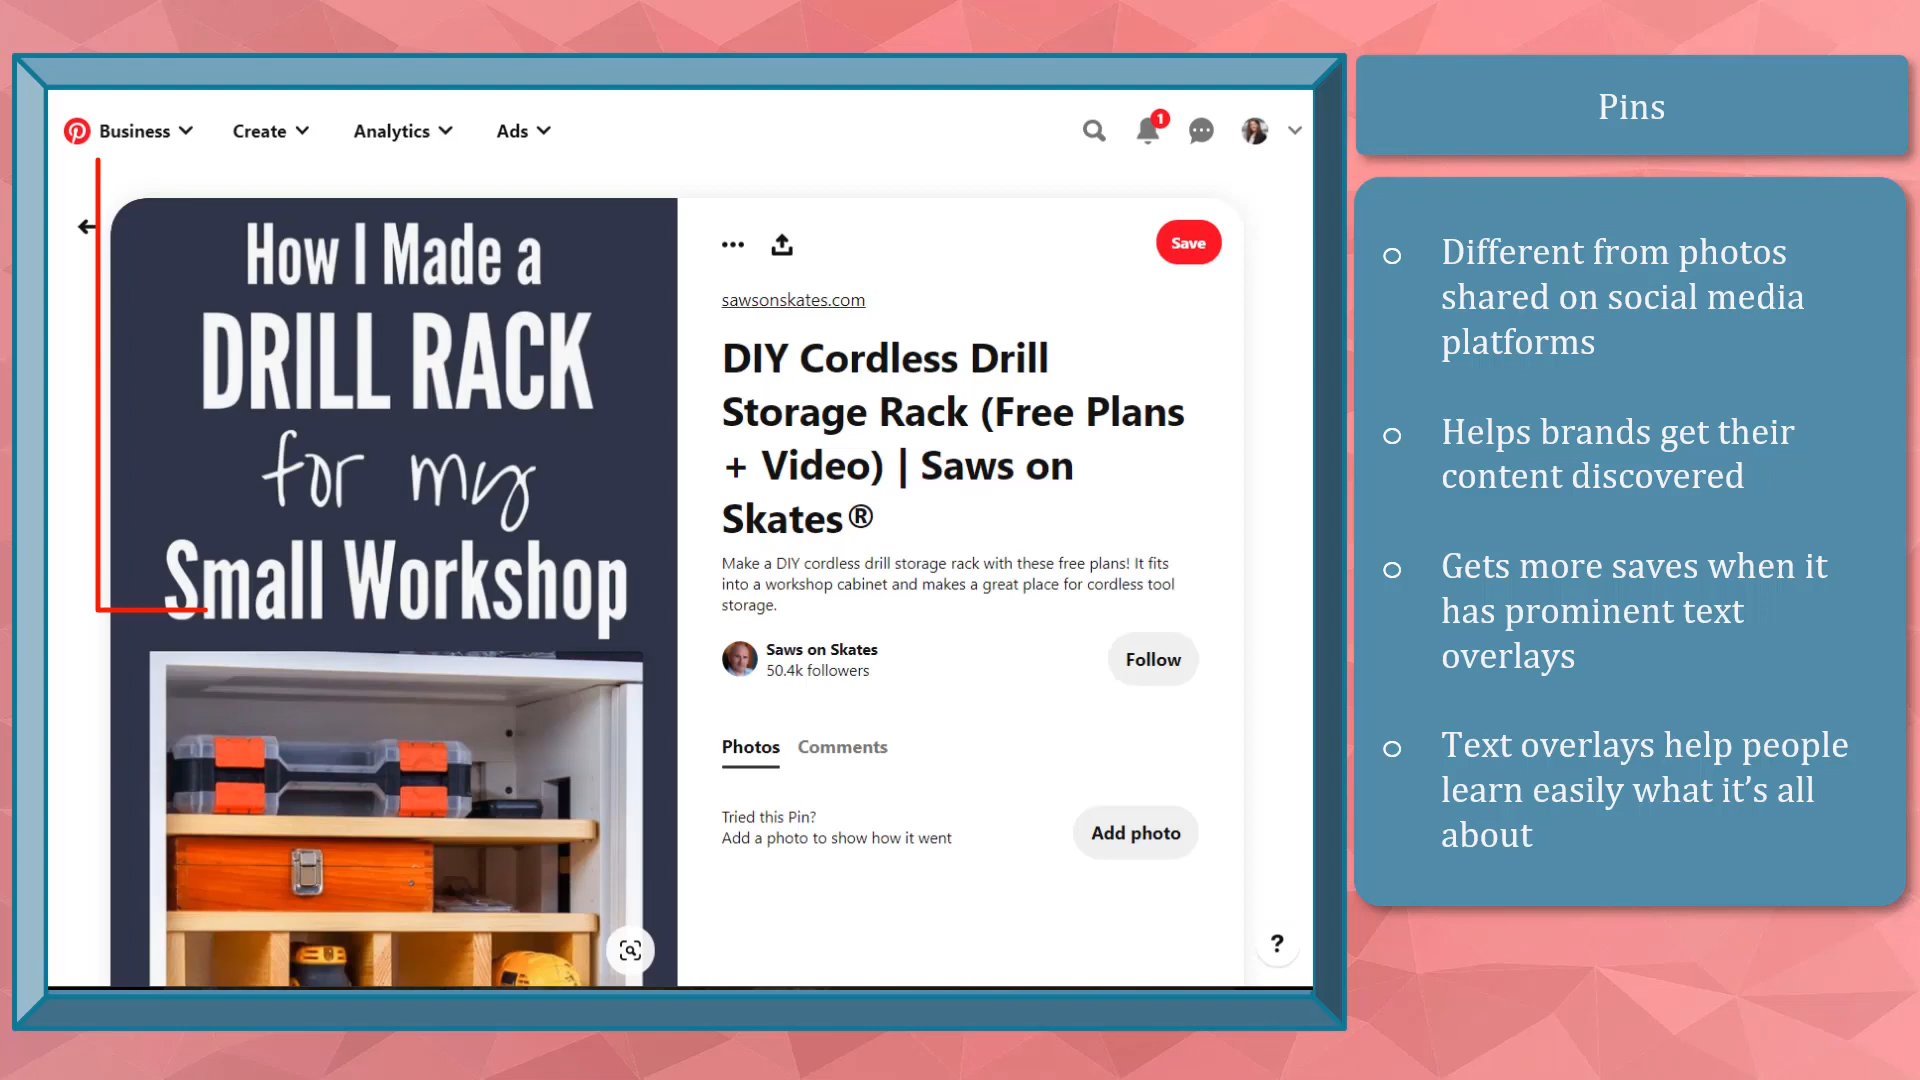 Business
Create
Analytics
Ads
1
How I Made a
DRILL RACK
for my
Small Workshop
Save
sawsonskates.com
DIY Cordless Drill
Storage Rack (Free Plans
+ Video) | Saws on
Skates®
Make a DIY cordless drill storage rack with these free plans! It fits
into a workshop cabinet and makes a great place for cordless tool
storage.
Saws on Skates
50.4k followers
Follow
Photos
Comments
Tried this Pin?
Add a photo to show how it went
Add photo
?
Pins
Different from photos
shared on social media
platforms
Helps brands get their
content discovered
Gets more saves when it
has prominent text
overlays
Text overlays help people
learn easily what it’s all
about